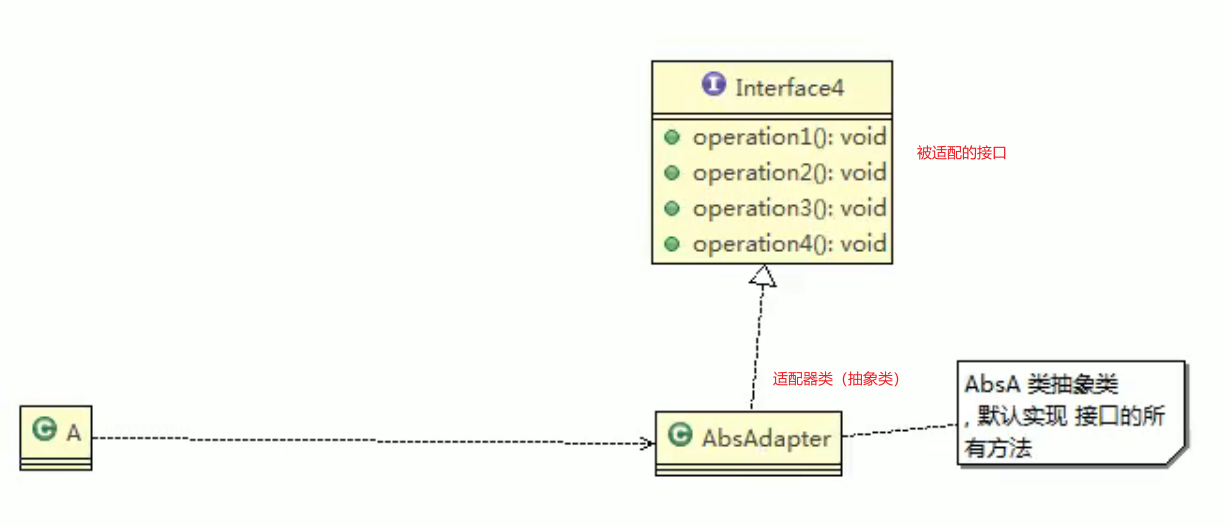 I Interface4
operation1(): void
operation2(): void
operation3(): void
operation4(): void
被适配的接口
适配器类（抽象类）
C A
C AbsAdapter
AbsA 类抽象类
, 默认实现 接口的所
有方法